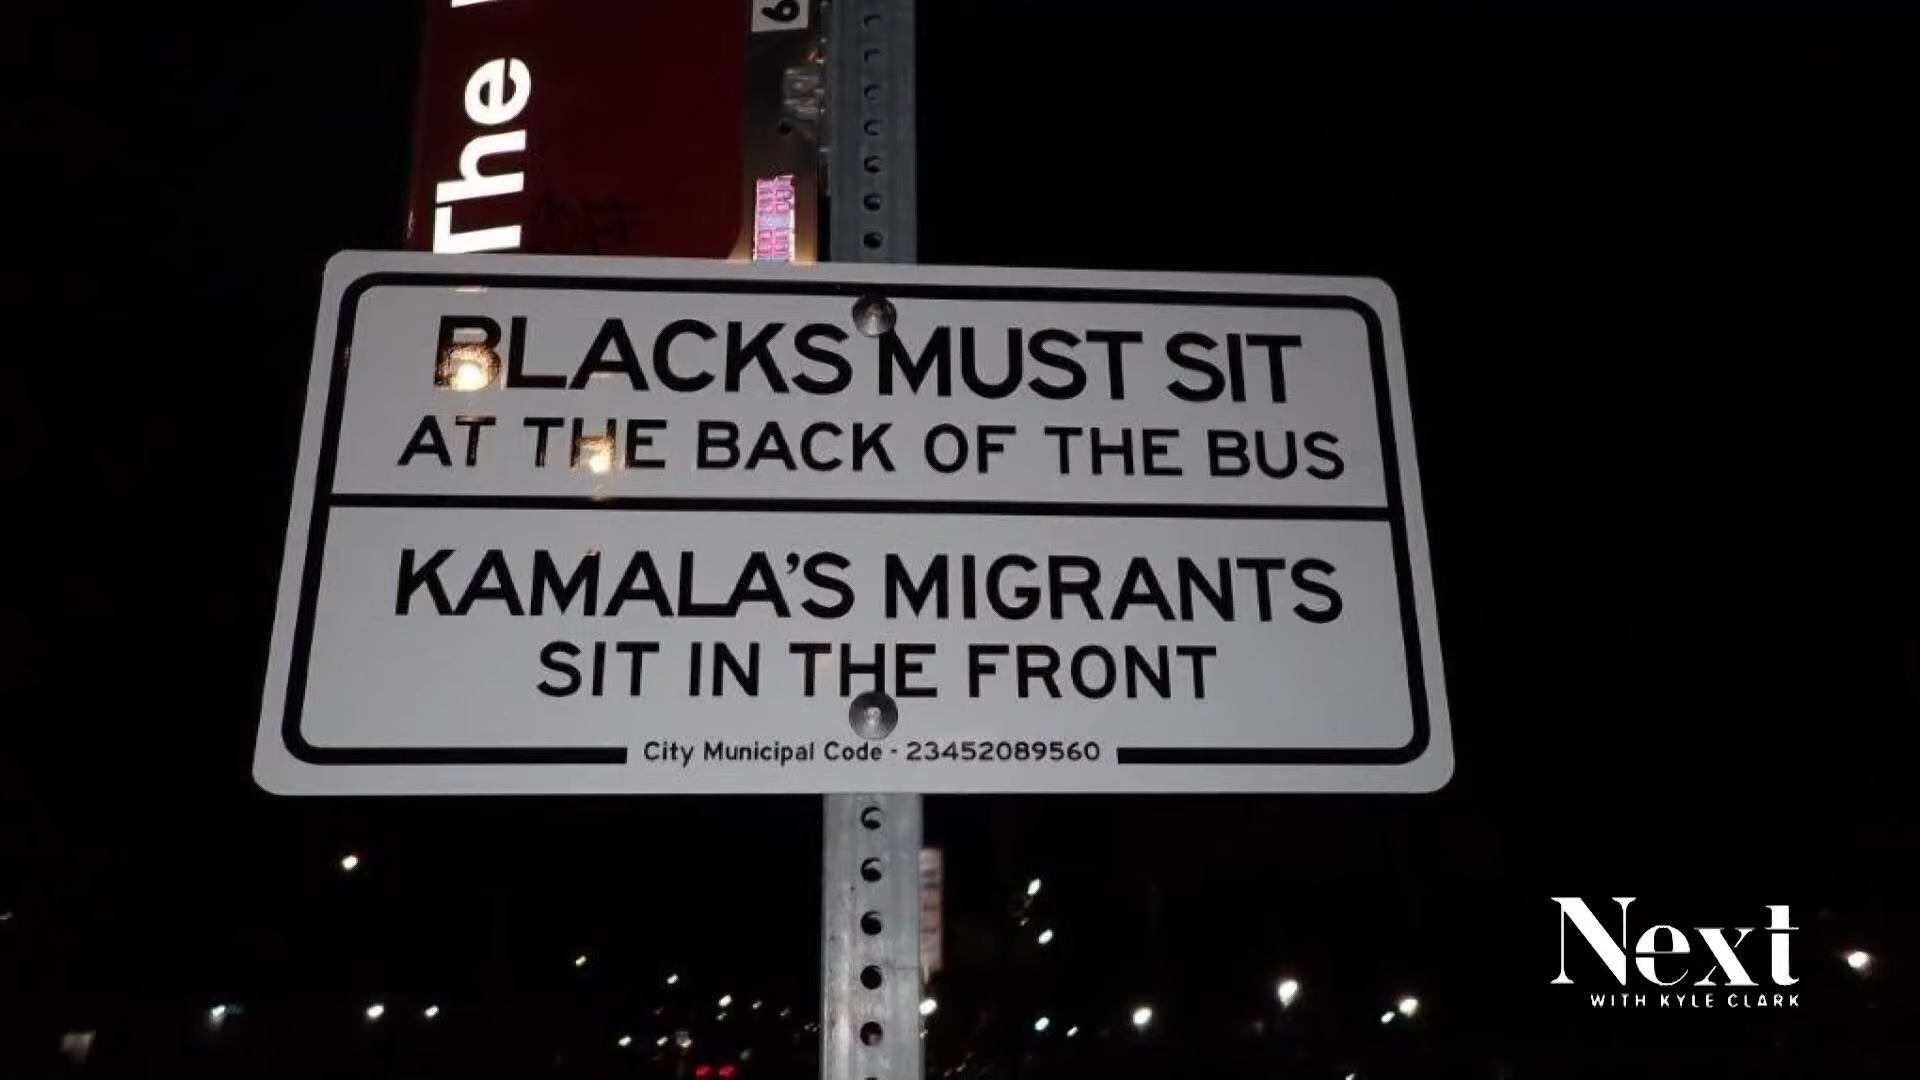 The
6
BLACKS MUST SIT
AT THE BACK OF THE BUS
KAMALA'S MIGRANTS
SIT IN THE FRONT
City Municipal Code - 23452089560
Next
WITH KYLE CLARK